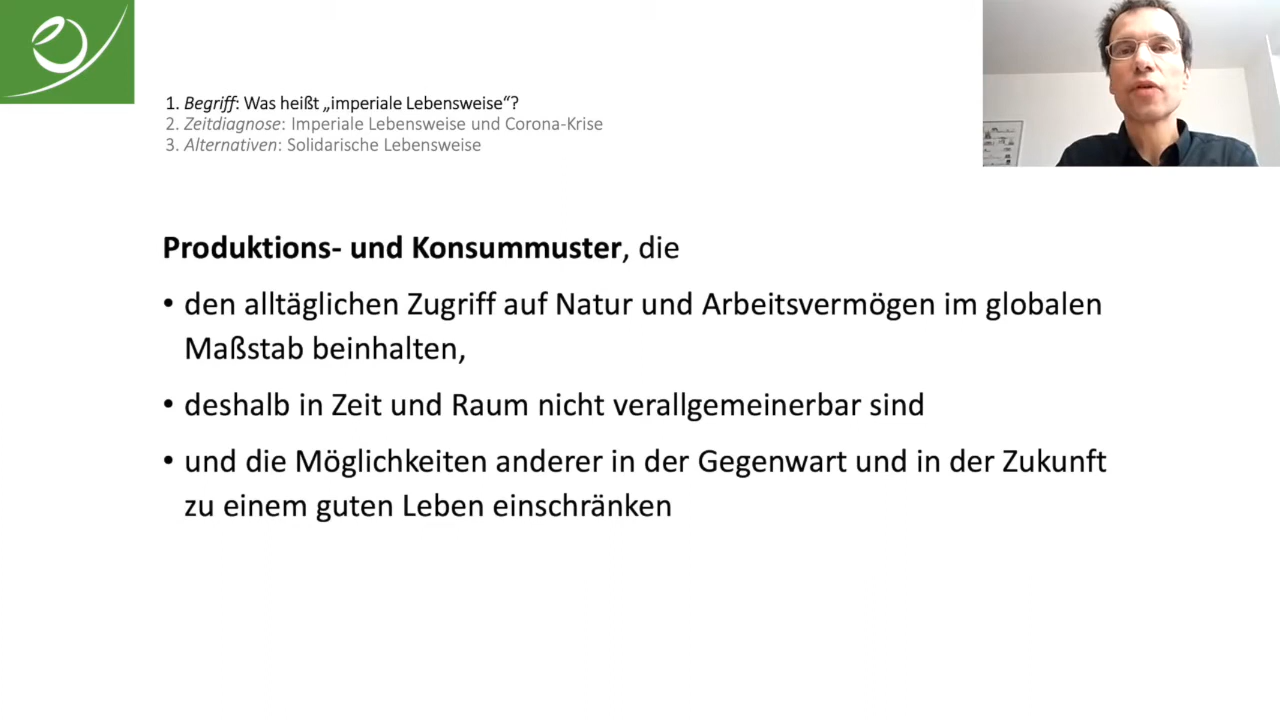 1. Begriff: Was heißt „imperiale Lebensweise“?
2. Zeitdiagnose: Imperiale Lebensweise und Corona-Krise
3. Alternativen: Solidarische Lebensweise
Produktions- und Konsummuster, die
• den alltäglichen Zugriff auf Natur und Arbeitsvermögen im globalen
Maßstab beinhalten,
• deshalb in Zeit und Raum nicht verallgemeinerbar sind
• und die Möglichkeiten anderer in der Gegenwart und in der Zukunft
zu einem guten Leben einschränken